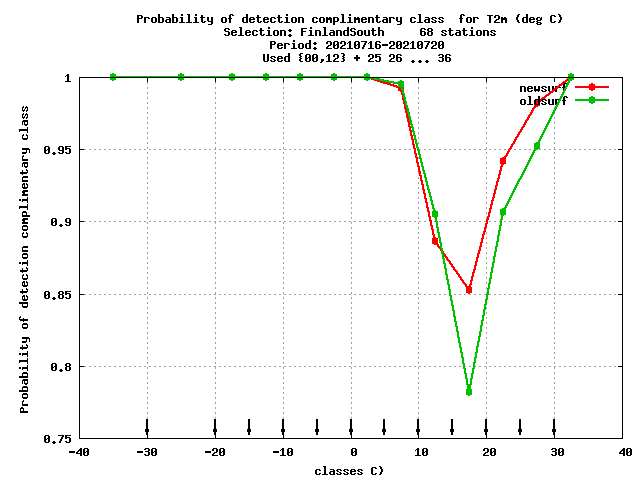 Probability of detection complimentary class  for T2m (deg C)
Selection: FinlandSouth     68 stations
Period: 20210716-20210720
Used {00,12} + 25 26 ... 36
newsurf
oldsurf
1
0.95
0.9
0.85
0.8
0.75
Probability of detection complimentary class
-40 -30 -20 -10 0 10 20 30 40
classes C)